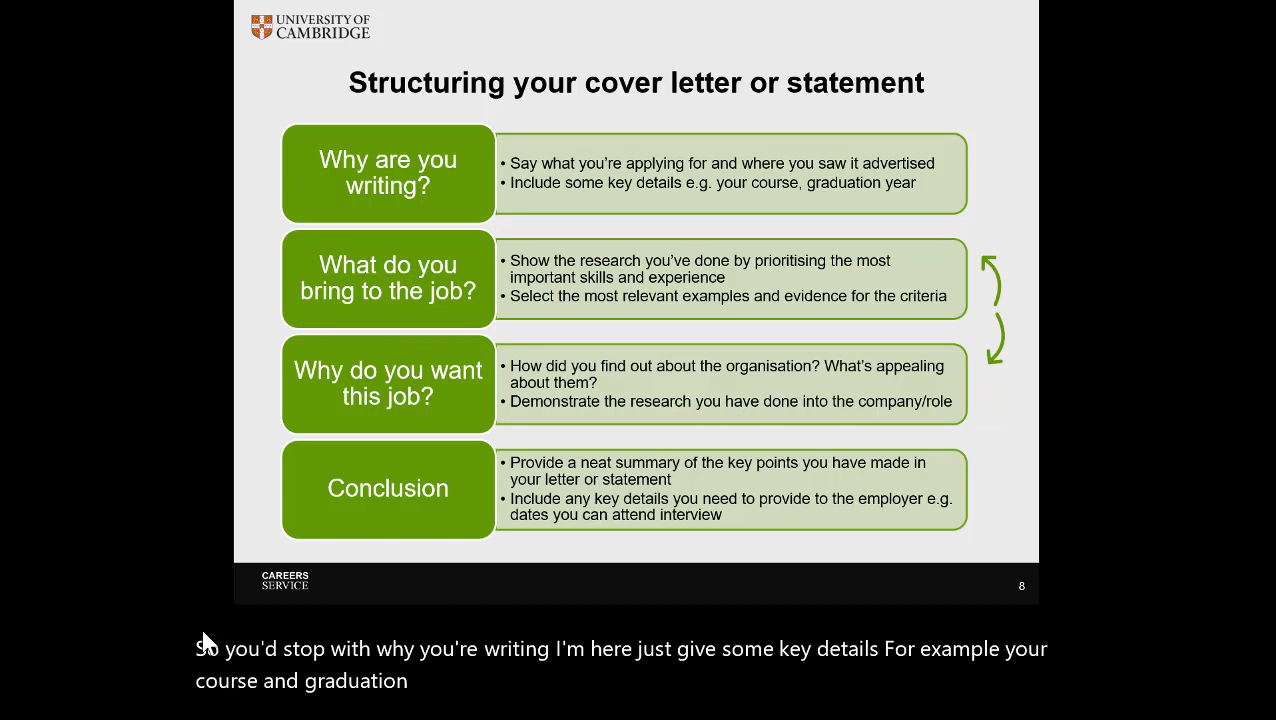 UNIVERSITY OF
CAMBRIDGE
Structuring your cover letter or statement
Why are you
writing?
• Say what you're applying for and where you saw it advertised
• Include some key details e.g. your course, graduation year
What do you
bring to the job?
• Show the research you've done by prioritising the most
important skills and experience
• Select the most relevant examples and evidence for the criteria
Why do you want
this job?
• How did you find out about the organisation? What's appealing
about them?
• Demonstrate the research you have done into the company/role
Conclusion
• Provide a neat summary of the key points you have made in
your letter or statement
• Include any key details you need to provide to the employer e.g.
dates you can attend interview
CAREERS
SERVICE
8
So you'd stop with why you're writing I'm here just give some key details For example your
course and graduation